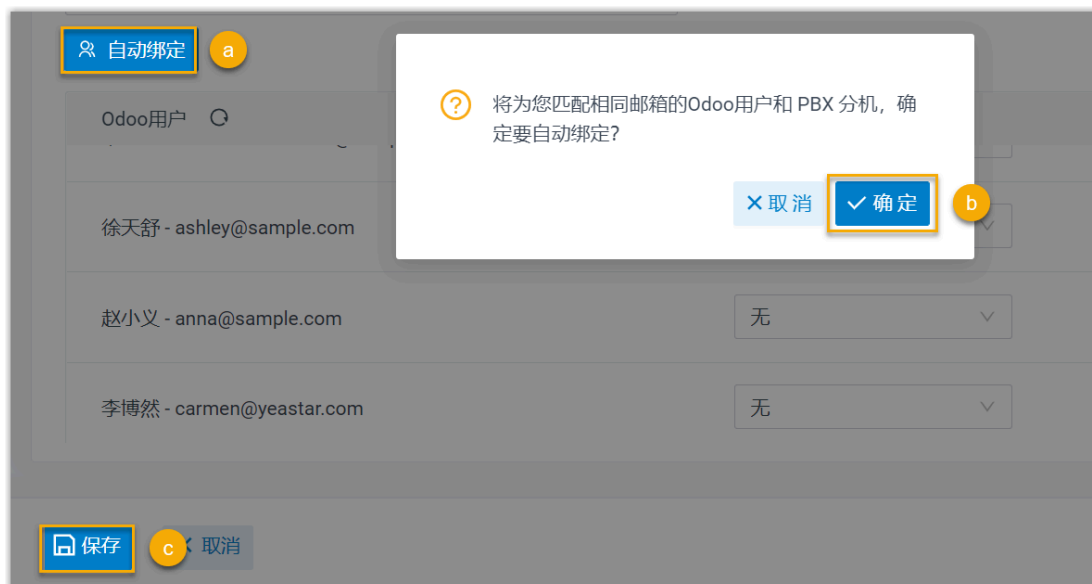 自动绑定
a
将为您匹配相同邮箱的Odoo用户和 PBX 分机，确
定要自动绑定？
Odoo用户
取消
确定
b
徐天舒 - ashley@sample.com
赵小义 - anna@sample.com
无
李博然 - carmen@yeastar.com
无
保存
c
取消